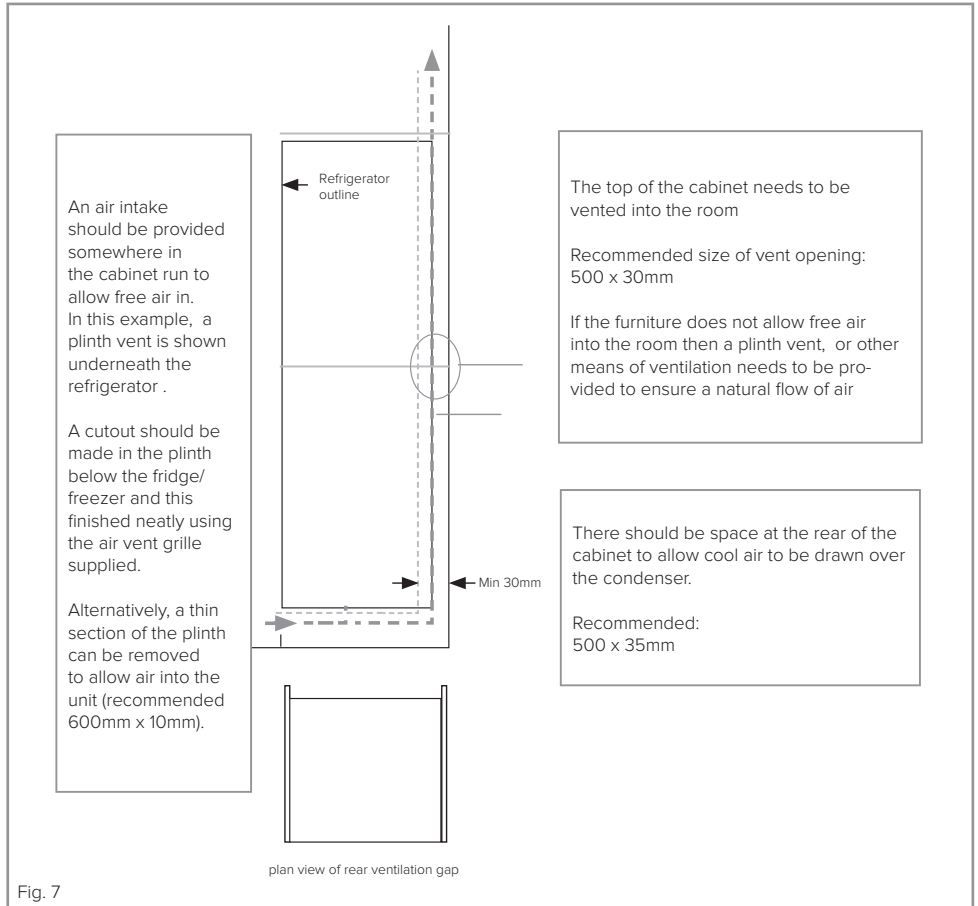 An air intake
should be provided
somewhere in
the cabinet run to
allow free air in.
In this example, a
plinth vent is shown
underneath the
refrigerator .
A cutout should be
made in the plinth
below the fridge/
freezer and this
finished neatly using
the air vent grille
supplied.
Alternatively, a thin
section of the plinth
can be removed
to allow air into the
unit (recommended
600mm x 10mm).
Refrigerator
outline
Min 30mm
The top of the cabinet needs to be
vented into the room
Recommended size of vent opening:
500 x 30mm
If the furniture does not allow free air
into the room then a plinth vent, or other
means of ventilation needs to be pro-
vided to ensure a natural flow of air
There should be space at the rear of the
cabinet to allow cool air to be drawn over
the condenser.
Recommended:
500 x 35mm
plan view of rear ventilation gap
Fig. 7